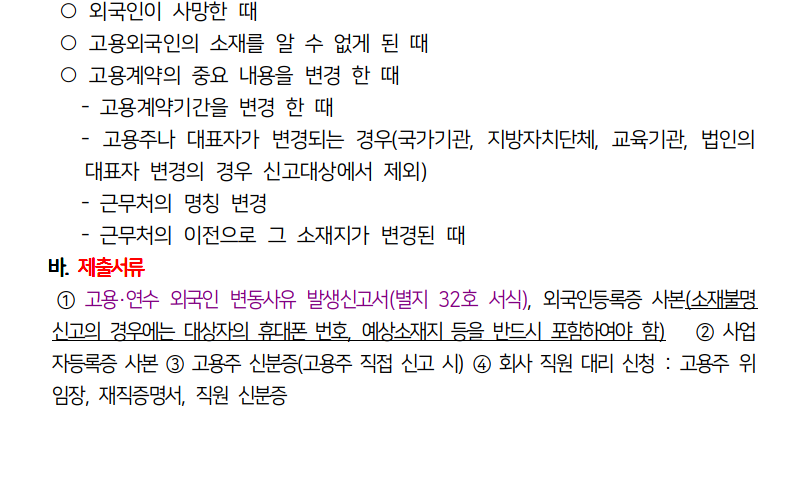 ○ 외국인이 사망한 때
○ 고용외국인의 소재를 알 수 없게 된 때
○ 고용계약의 중요 내용을 변경 한 때
- 고용계약기간을 변경 한 때
- 고용주나 대표자가 변경되는 경우(국가기관, 지방자치단체, 교육기관, 법인의
대표자 변경의 경우 신고대상에서 제외)
- 근무처의 명칭 변경
- 근무처의 이전으로 그 소재지가 변경된 때
바. 제출서류
① 고용·연수 외국인 변동사유 발생신고서(별지 32호 서식), 외국인등록증 사본(소재불명
신고의 경우에는 대상자의 휴대폰 번호, 예상소재지 등을 반드시 포함하여야 함) ② 사업
자등록증 사본 ③ 고용주 신분증(고용주 직접 신고 시) ④ 회사 직원 대리 신청 : 고용주 위
임장, 재직증명서, 직원 신분증